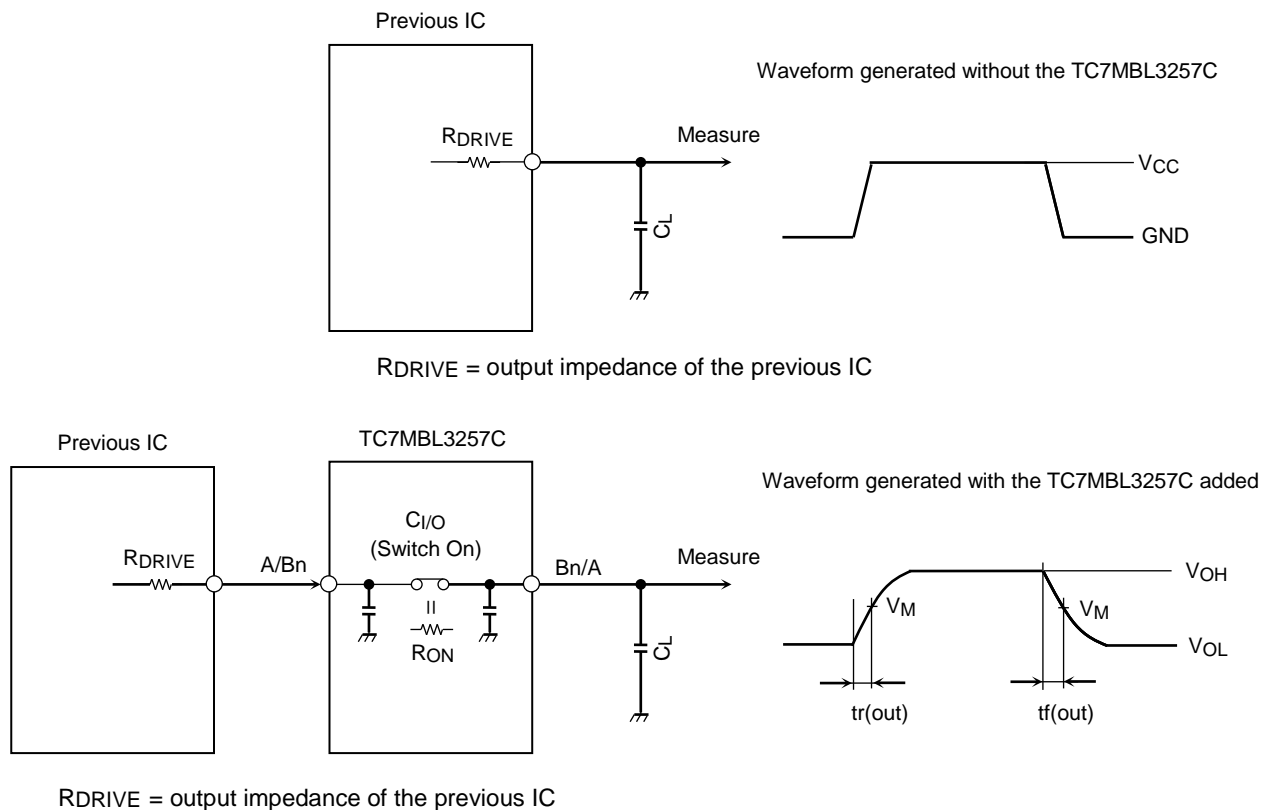 Previous IC
Waveform generated without the TC7MBL3257C
RDRIVE
Measure
VCC
CL
GND
RDRIVE = output impedance of the previous IC
Previous IC
TC7MBL3257C
Waveform generated with the TC7MBL3257C added
CI/O
(Switch On)
RDRIVE
A/Bn
Bn/A
Measure
VOH
VM
VM
RON
CL
VOL
tr(out)
tf(out)
RDRIVE = output impedance of the previous IC